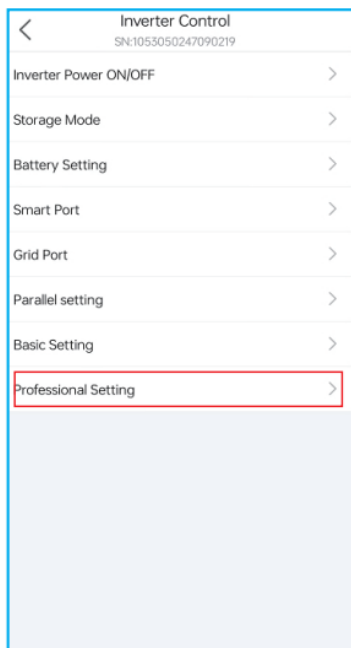 Inverter Control
SN:1053050247090219
Inverter Power ON/OFF
Storage Mode
Battery Setting
Smart Port
Grid Port
Parallel setting
Basic Setting
Professional Setting